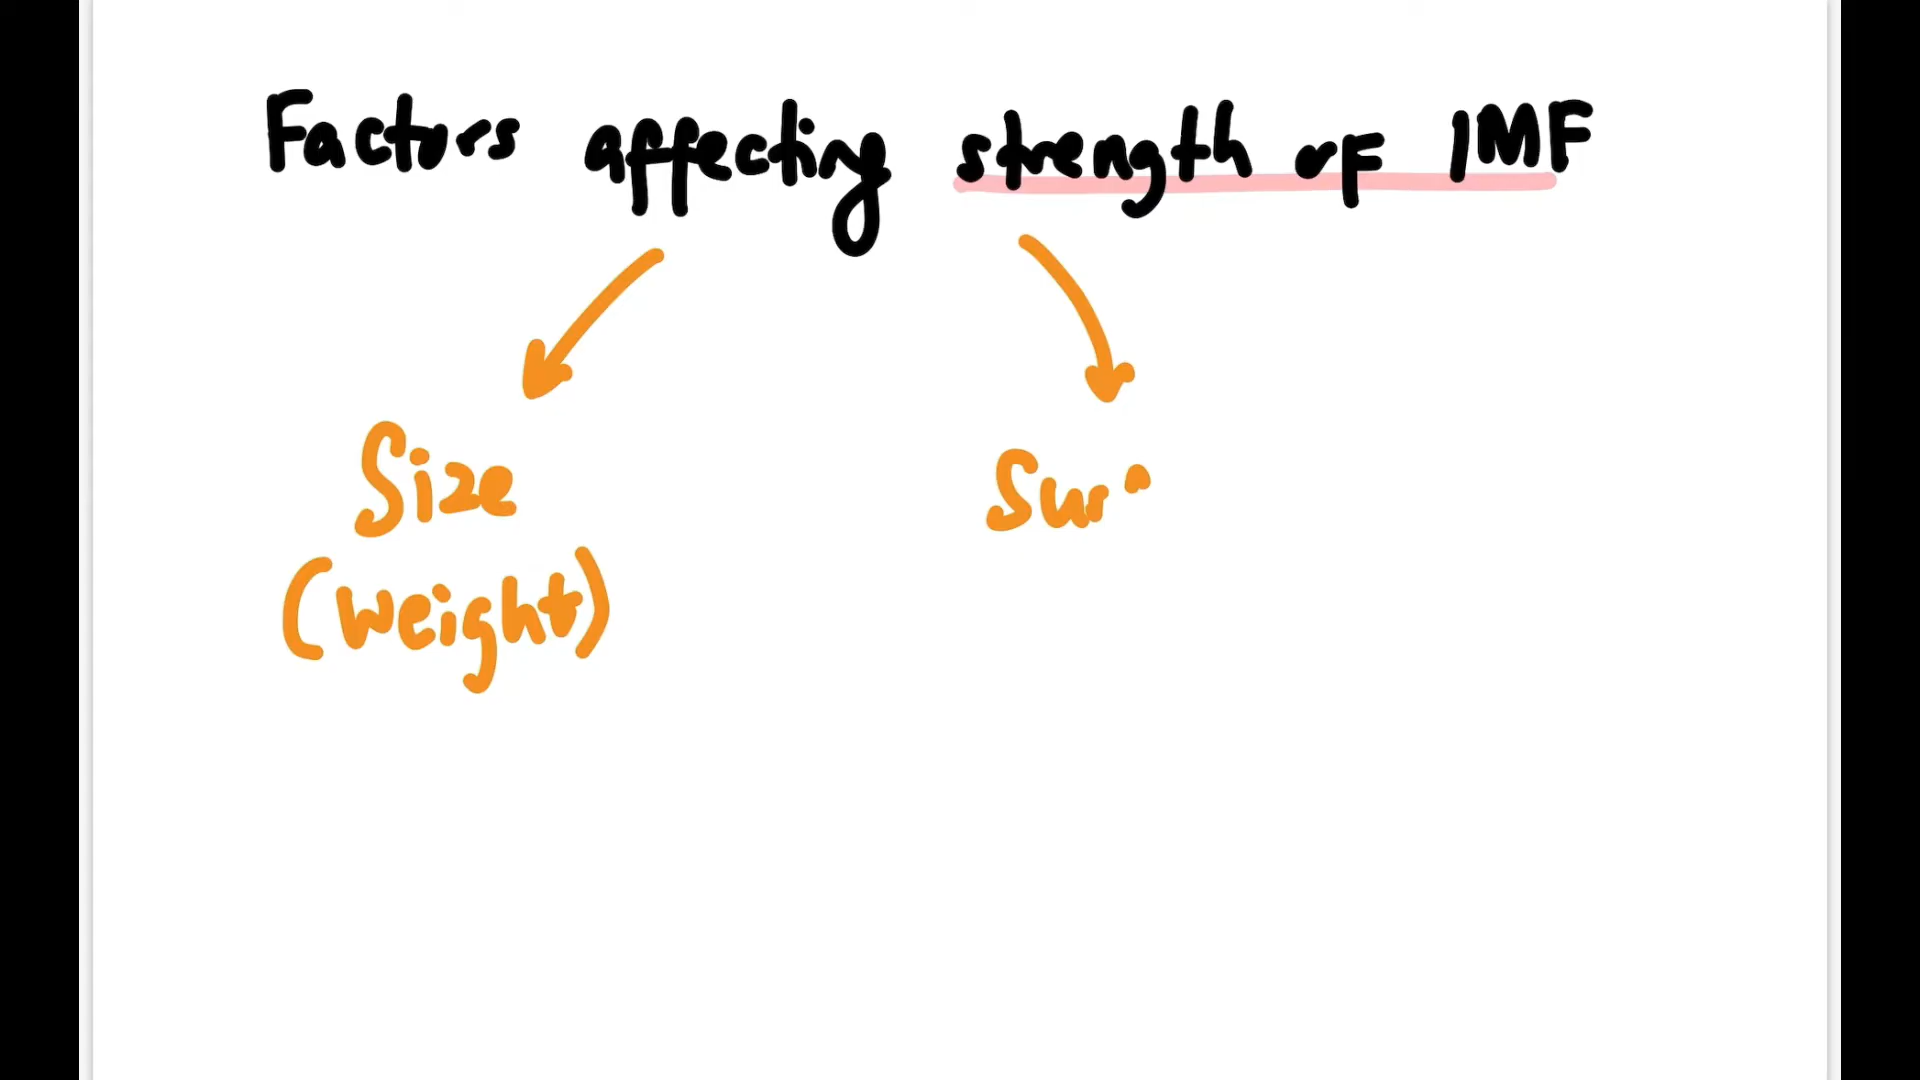 Factors affecting strength of IMF
Size
(weight)
Sur